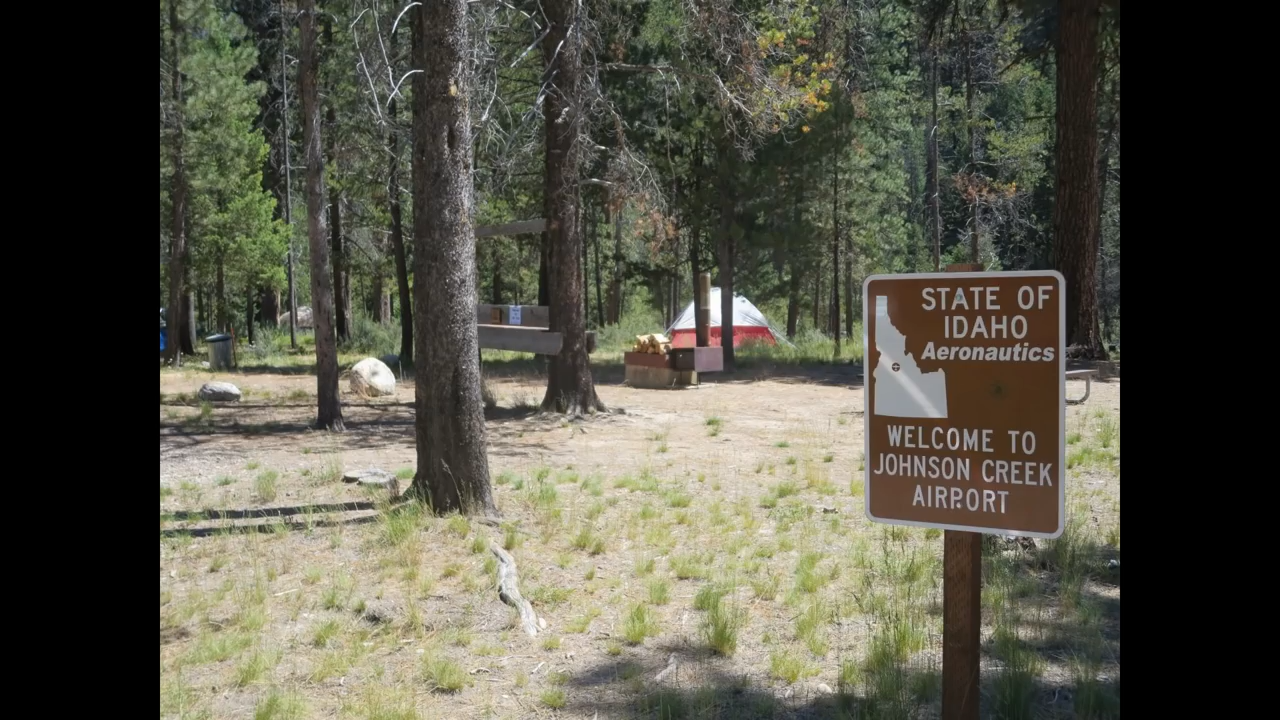 STATE OF
IDAHO
Aeronautics
WELCOME TO
JOHNSON CREEK
AIRPORT